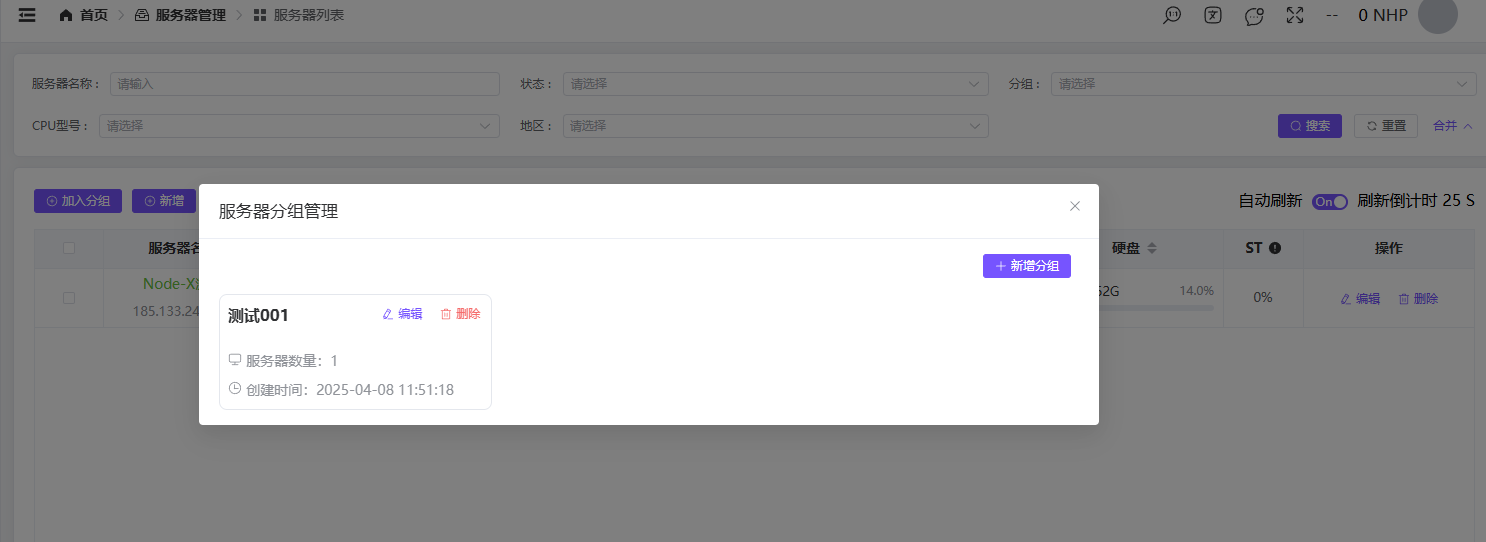 首页 服务器管理 服务器列表 -- 0 NHP
服务器名称： 请输入 状态： 请选择 分组： 请选择
CPU型号： 请选择 地区： 请选择 搜索 重置 合并
加入分组 新增 自动刷新 On 刷新倒计时 25 S
服务器分组管理
新增分组
服务器名 硬盘 ST 操作
Node-X 52G 14.0% 0% 编辑 删除
185.133.24
测试001 编辑 删除
服务器数量：1
创建时间：2025-04-08 11:51:18